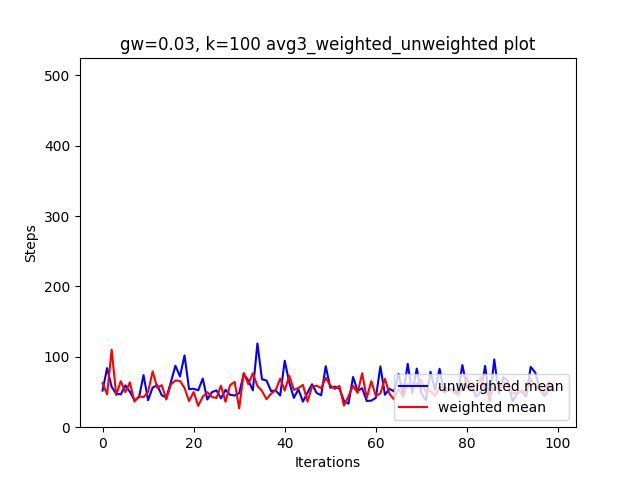 gw=0.03, k=100 avg3_weighted_unweighted plot
500
400
300
200
100
0
Steps
0 20 40 60 80 100
Iterations
unweighted mean
weighted mean